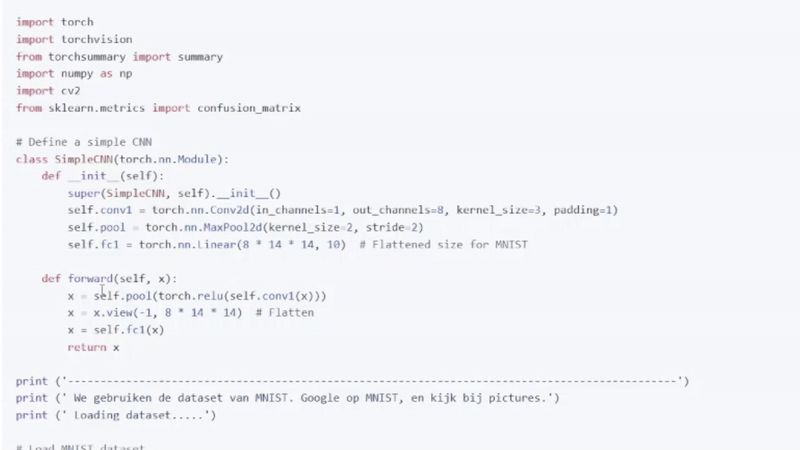 import torch
import torchvision
from torchsummary import summary
import numpy as np
import cv2
from sklearn.metrics import confusion_matrix
# Define a simple CNN
class SimpleCNN(torch.nn.Module):
    def __init__(self):
        super(SimpleCNN, self).__init__()
        self.conv1 = torch.nn.Conv2d(in_channels=1, out_channels=8, kernel_size=3, padding=1)
        self.pool = torch.nn.MaxPool2d(kernel_size=2, stride=2)
        self.fc1 = torch.nn.Linear(8 * 14 * 14, 10)  # Flattened size for MNIST
    def forward(self, x):
        x = self.pool(torch.relu(self.conv1(x)))
        x = x.view(-1, 8 * 14 * 14)  # Flatten
        x = self.fc1(x)
        return x
print ('---------------------------------------------------------------------------------------')
print (' We gebruiken de dataset van MNIST. Google op MNIST, en kijk bij pictures.')
print (' Loading dataset.....')
# Load MNIST dataset